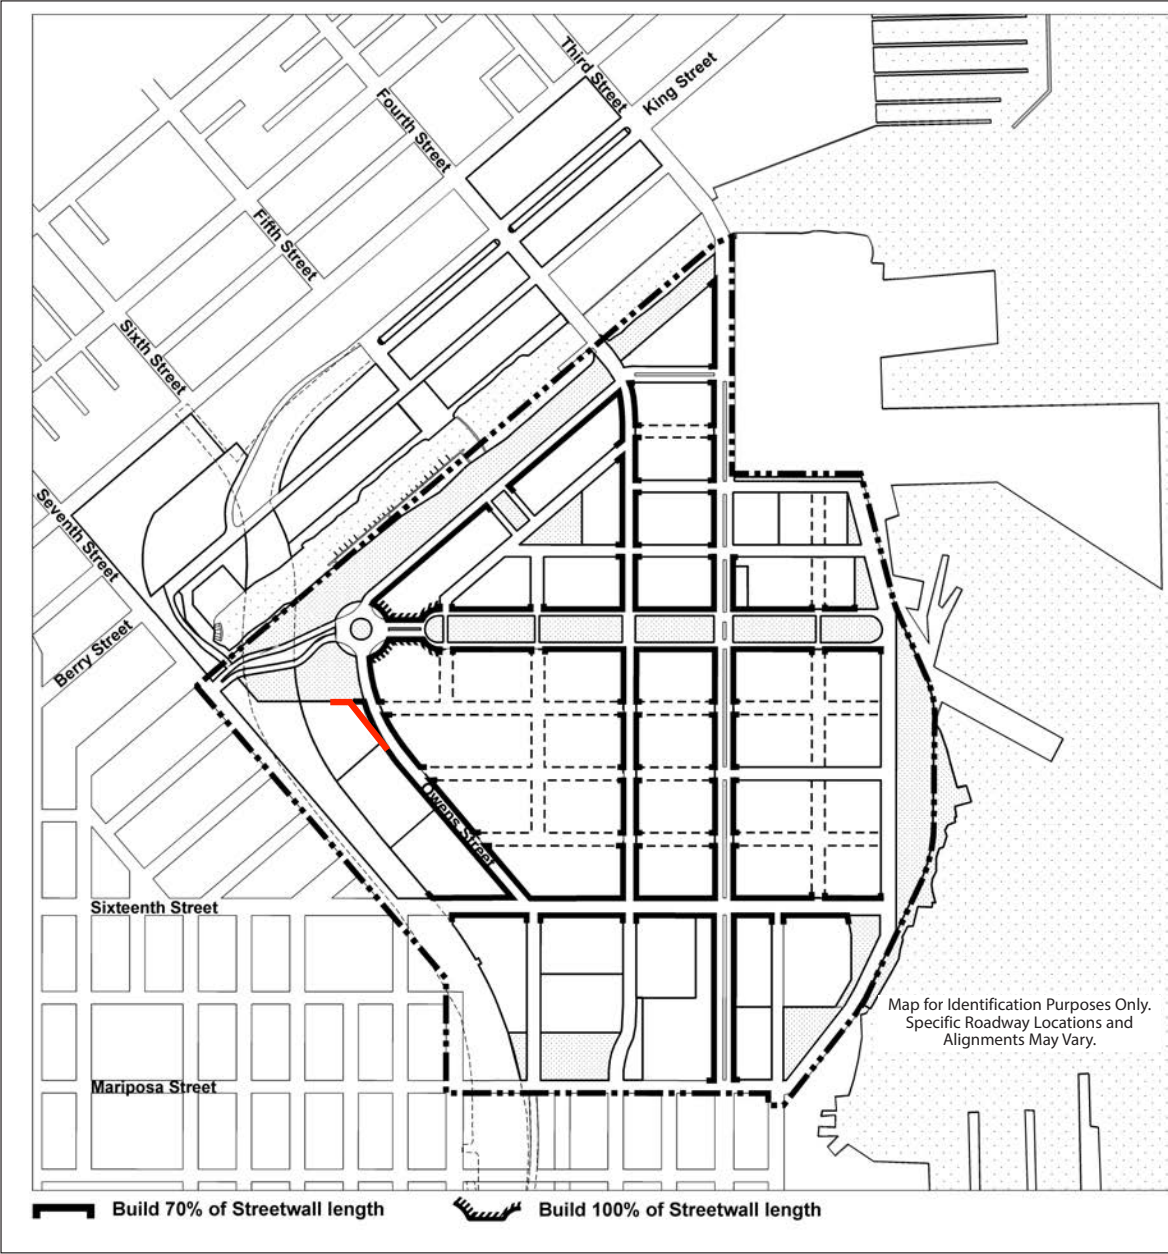 Third Street
King Street
Fourth Street
Fifth Street
Sixth Street
Seventh Street
Berry Street
Owens Street
Sixteenth Street
Map for Identification Purposes Only.
Specific Roadway Locations and
Alignments May Vary.
Mariposa Street
Build 70% of Streetwall length
Build 100% of Streetwall length